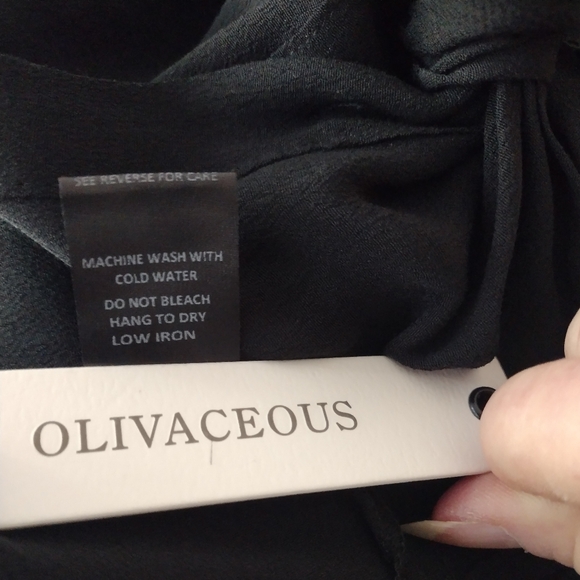 SEE REVERSE FOR CARE
MACHINE WASH WITH
COLD WATER
DO NOT BLEACH
HANG TO DRY
LOW IRON
OLIVACEOUS